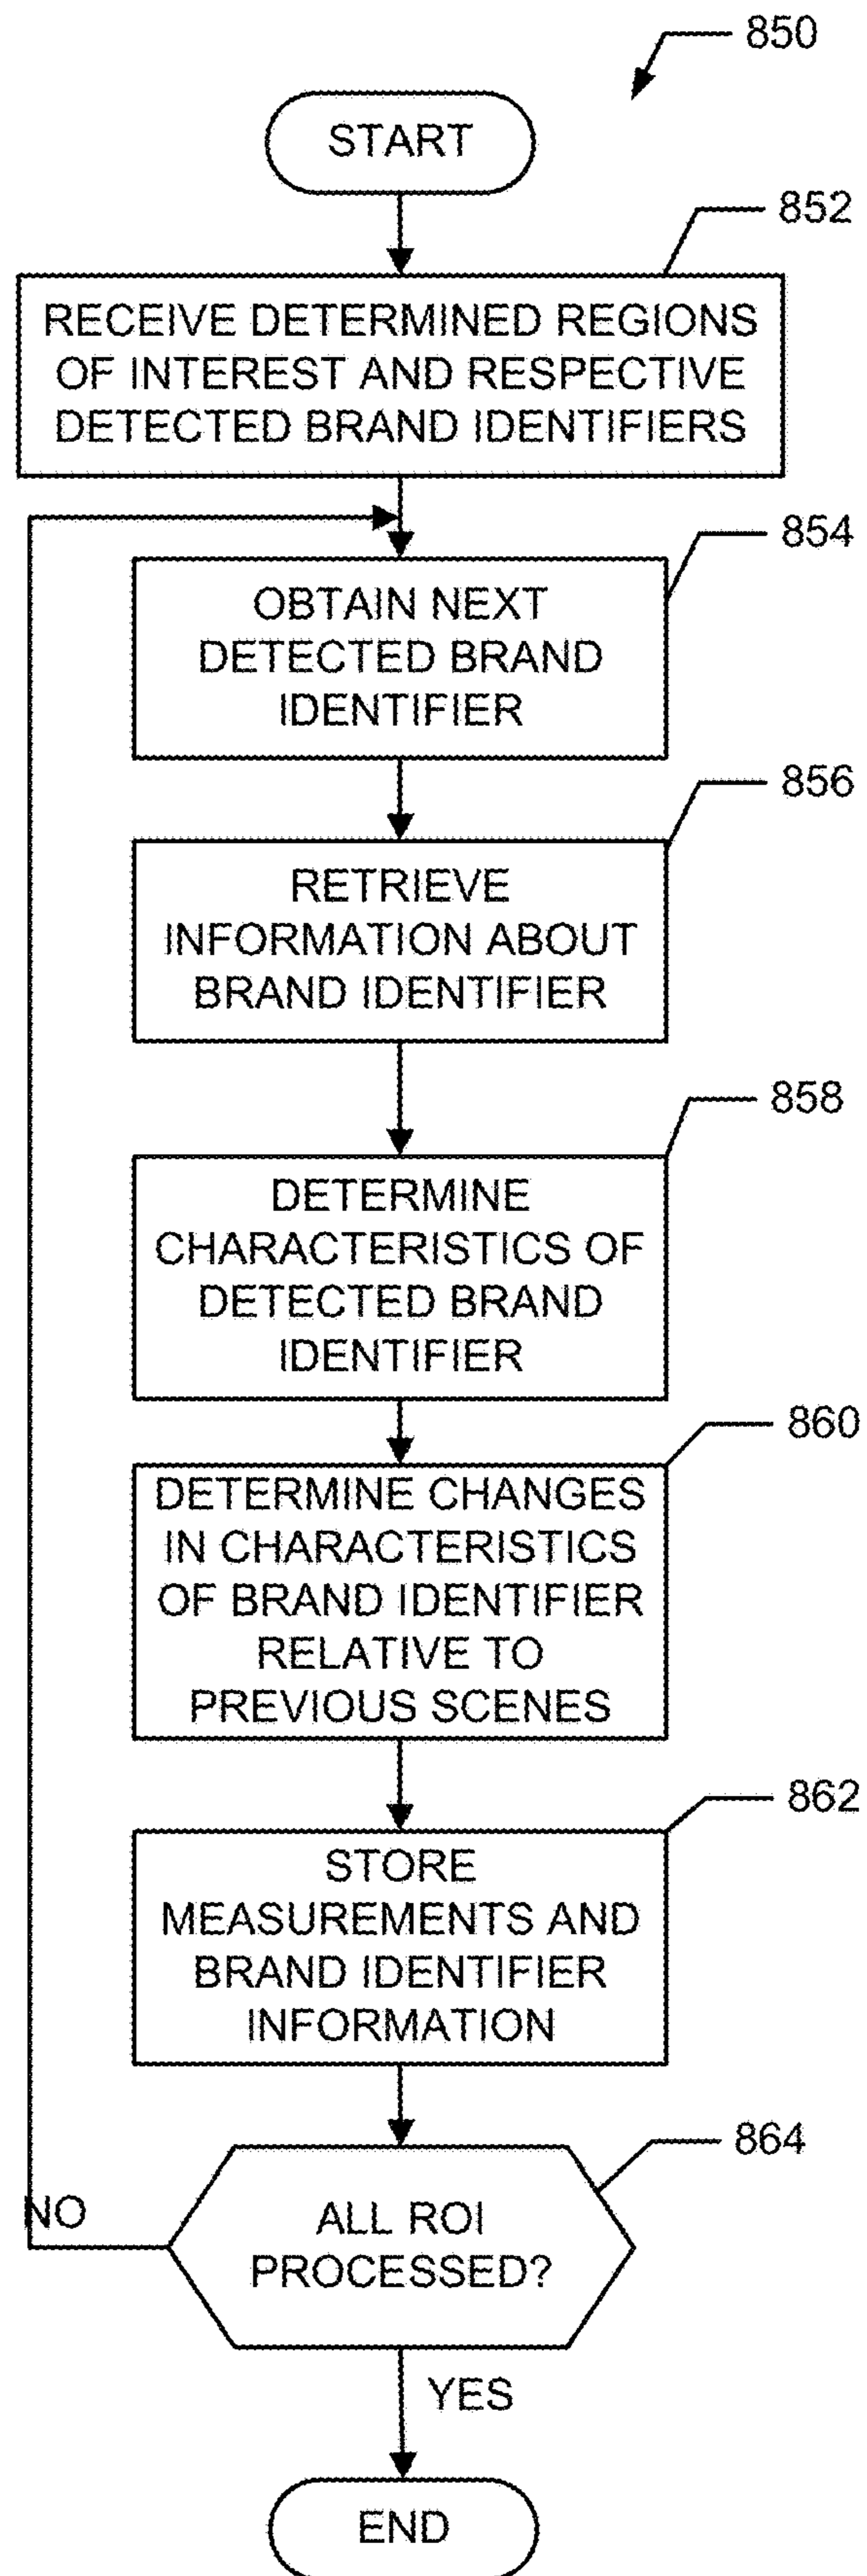 850
START
852
RECEIVE DETERMINED REGIONS
OF INTEREST AND RESPECTIVE
DETECTED BRAND IDENTIFIERS
854
OBTAIN NEXT
DETECTED BRAND
IDENTIFIER
856
RETRIEVE
INFORMATION ABOUT
BRAND IDENTIFIER
858
DETERMINE
CHARACTERISTICS OF
DETECTED BRAND
IDENTIFIER
860
DETERMINE CHANGES
IN CHARACTERISTICS
OF BRAND IDENTIFIER
RELATIVE TO
PREVIOUS SCENES
862
STORE
MEASUREMENTS AND
BRAND IDENTIFIER
INFORMATION
864
NO
ALL ROI
PROCESSED?
YES
END